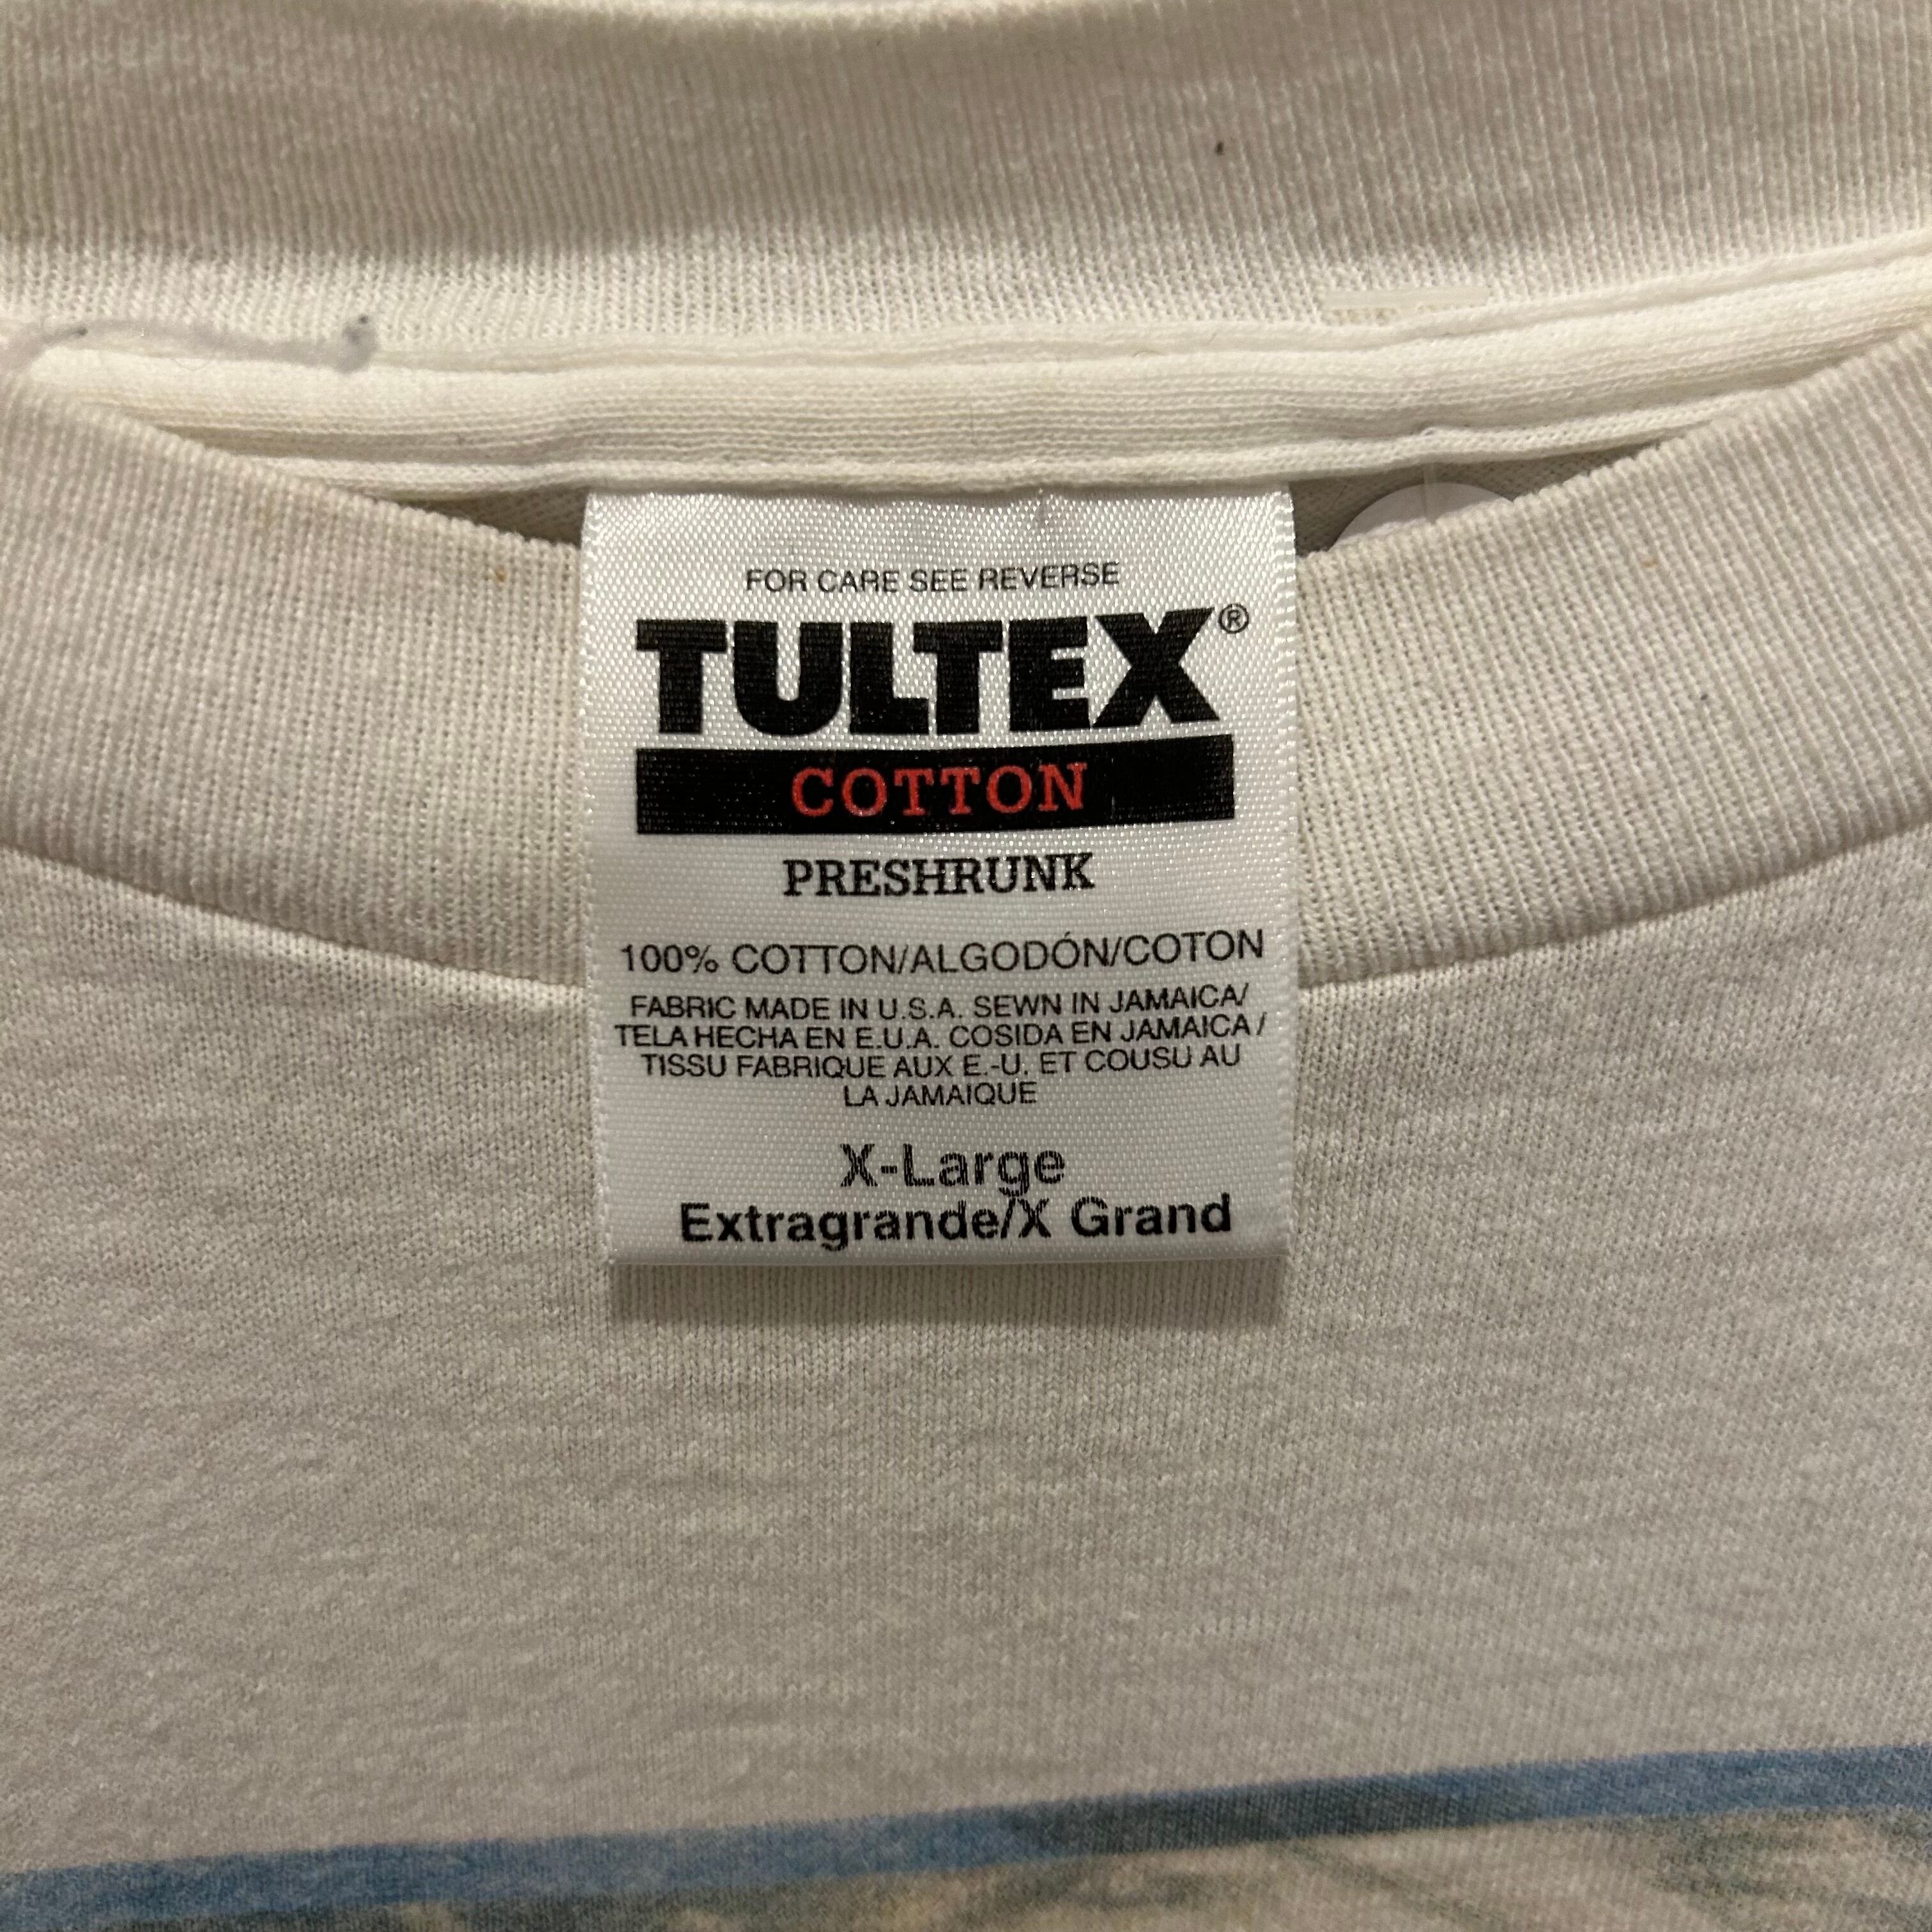 FOR CARE SEE REVERSE
TULTEX®
COTTON
PRESHRUNK
100% COTTON/ALGODÓN/COTON
FABRIC MADE IN U.S.A. SEWN IN JAMAICA/
TELA HECHA EN E.U.A. COSIDA EN JAMAICA /
TISSU FABRIQUE AUX E.-U. ET COUSU AU
LA JAMAIQUE
X-Large
Extragrande/X Grand